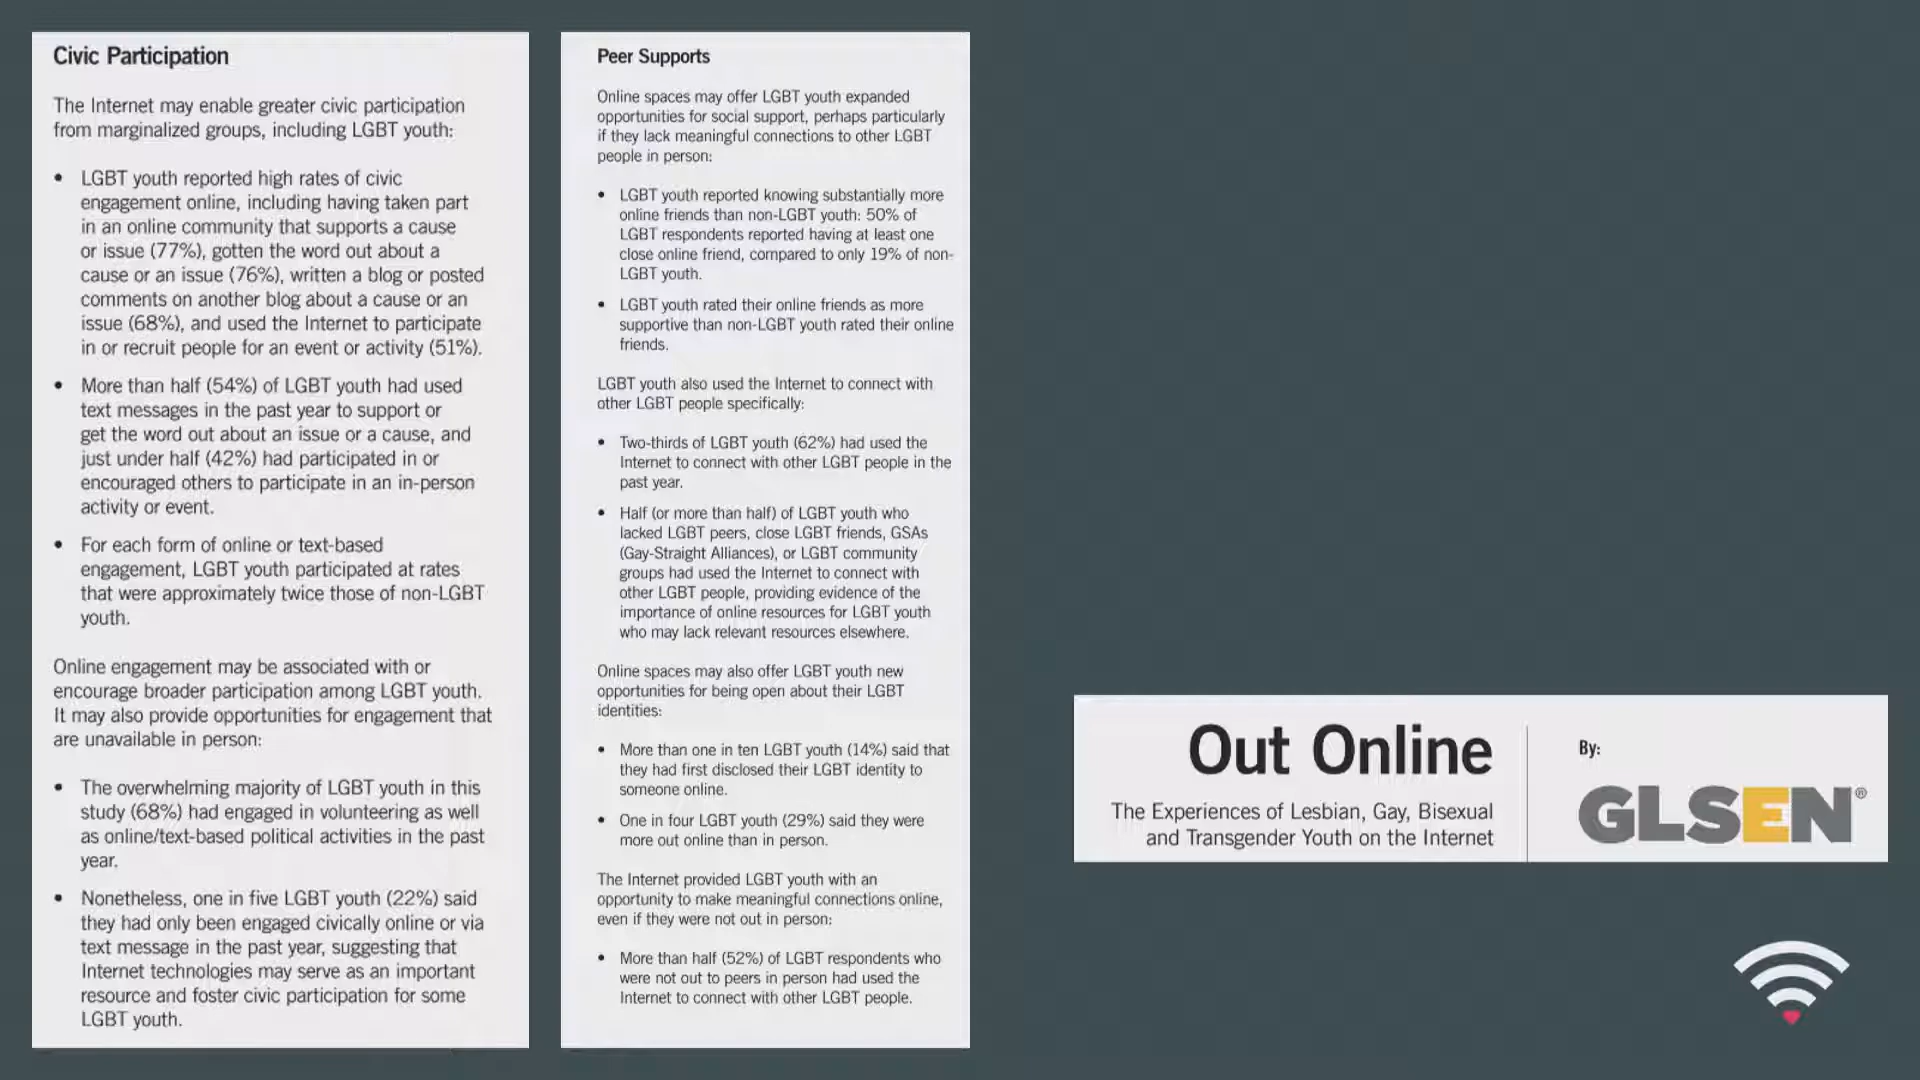 Civic Participation
The Internet may enable greater civic participation
from marginalized groups, including LGBT youth:
• LGBT youth reported high rates of civic
engagement online, including having taken part
in an online community that supports a cause
or issue (77%), gotten the word out about a
cause or an issue (76%), written a blog or posted
comments on another blog about a cause or an
issue (68%), and used the Internet to participate
in or recruit people for an event or activity (51%).
• More than half (54%) of LGBT youth had used
text messages in the past year to support or
get the word out about an issue or a cause, and
just under half (42%) had participated in or
encouraged others to participate in an in-person
activity or event.
• For each form of online or text-based
engagement, LGBT youth participated at rates
that were approximately twice those of non-LGBT
youth.
Online engagement may be associated with or
encourage broader participation among LGBT youth.
It may also provide opportunities for engagement that
are unavailable in person:
• The overwhelming majority of LGBT youth in this
study (68%) had engaged in volunteering as well
as online/text-based political activities in the past
year.
• Nonetheless, one in five LGBT youth (22%) said
they had only been engaged civically online or via
text message in the past year, suggesting that
Internet technologies may serve as an important
resource and foster civic participation for some
LGBT youth.
Peer Supports
Online spaces may offer LGBT youth expanded
opportunities for social support, perhaps particularly
if they lack meaningful connections to other LGBT
people in person:
• LGBT youth reported knowing substantially more
online friends than non-LGBT youth: 50% of
LGBT respondents reported having at least one
close online friend, compared to only 19% of non-
LGBT youth.
• LGBT youth rated their online friends as more
supportive than non-LGBT youth rated their online
friends.
LGBT youth also used the Internet to connect with
other LGBT people specifically:
• Two-thirds of LGBT youth (62%) had used the
Internet to connect with other LGBT people in the
past year.
• Half (or more than half) of LGBT youth who
lacked LGBT peers, close LGBT friends, GSAs
(Gay-Straight Alliances), or LGBT community
groups had used the Internet to connect with
other LGBT people, providing evidence of the
importance of online resources for LGBT youth
who may lack relevant resources elsewhere.
Online spaces may also offer LGBT youth new
opportunities for being open about their LGBT
identities:
• More than one in ten LGBT youth (14%) said that
they had first disclosed their LGBT identity to
someone online.
• One in four LGBT youth (29%) said they were
more out online than in person.
The Internet provided LGBT youth with an
opportunity to make meaningful connections online,
even if they were not out in person:
• More than half (52%) of LGBT respondents who
were not out to peers in person had used the
Internet to connect with other LGBT people.
Out Online
The Experiences of Lesbian, Gay, Bisexual
and Transgender Youth on the Internet
By:
GLSEN®